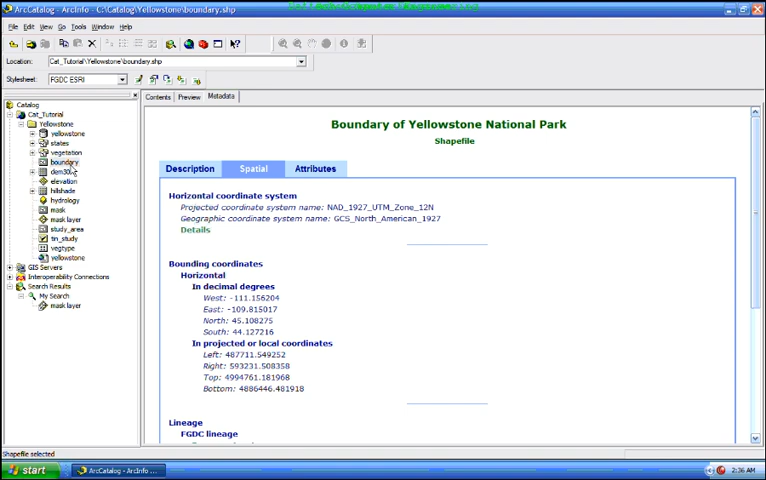 ArcCatalog - ArcInfo - C:\Catalog\Yellowstone\boundary.shp
File Edit View Go Tools Window Help
Location: Cat_Tutorial\Yellowstone\boundary.shp
Stylesheet: FGDC ESRI
Contents Preview Metadata
Catalog
Cat_Tutorial
Yellowstone
yellowstone
states
vegetation
boundary
dem30
elevation
hillshade
hydrology
mask
mask layer
study_area
tin_study
vegtype
yellowstone
GIS Servers
Interoperability Connections
Search Results
My Search
mask layer
Boundary of Yellowstone National Park
Shapefile
Description Spatial Attributes
Horizontal coordinate system
Projected coordinate system name: NAD_1927_UTM_Zone_12N
Geographic coordinate system name: GCS_North_American_1927
Details
Bounding coordinates
Horizontal
In decimal degrees
West: -111.156204
East: -109.815017
North: 45.108275
South: 44.127216
In projected or local coordinates
Left: 487711.549252
Right: 593231.508358
Top: 4994761.181968
Bottom: 4886446.481918
Lineage
FGDC lineage
Shapefile selected
start ArcCatalog - ArcInfo ... 2:36 AM